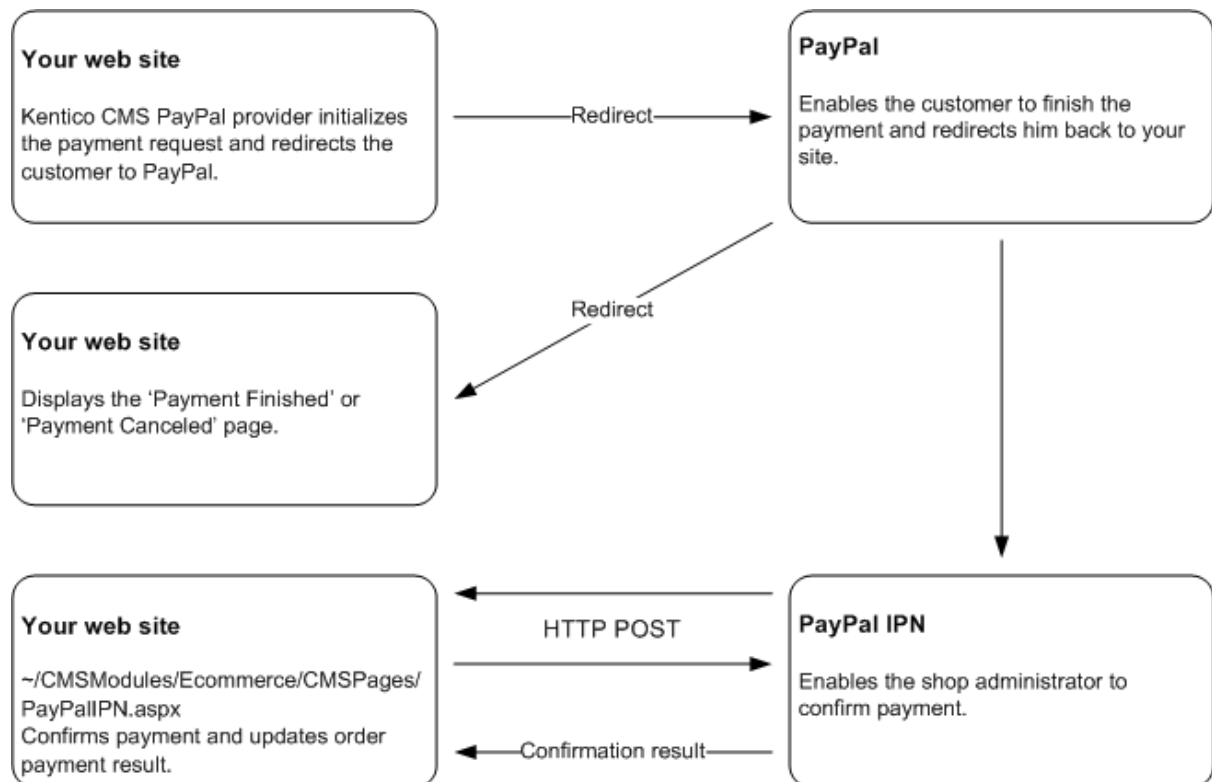 Your web site
Kentico CMS PayPal provider initializes
the payment request and redirects the
customer to PayPal.
Redirect
PayPal
Enables the customer to finish the
payment and redirects him back to your
site.
Redirect
Your web site
Displays the ‘Payment Finished’ or
‘Payment Canceled’ page.
Your web site
~/CMSModules/Ecommerce/CMSPages/
PayPalIPN.aspx
Confirms payment and updates order
payment result.
HTTP POST
Confirmation result
PayPal IPN
Enables the shop administrator to
confirm payment.